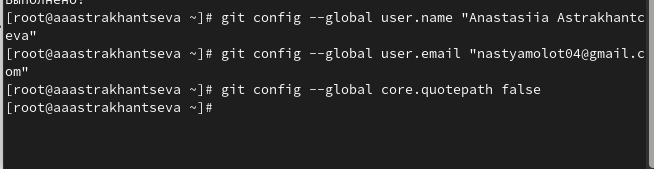 Выполнено!
[root@aaastrakhantseva ~]# git config --global user.name "Anastasiia Astrakhantc
eva"
[root@aaastrakhantseva ~]# git config --global user.email "nastyamolot04@gmail.c
om"
[root@aaastrakhantseva ~]# git config --global core.quotepath false
[root@aaastrakhantseva ~]#